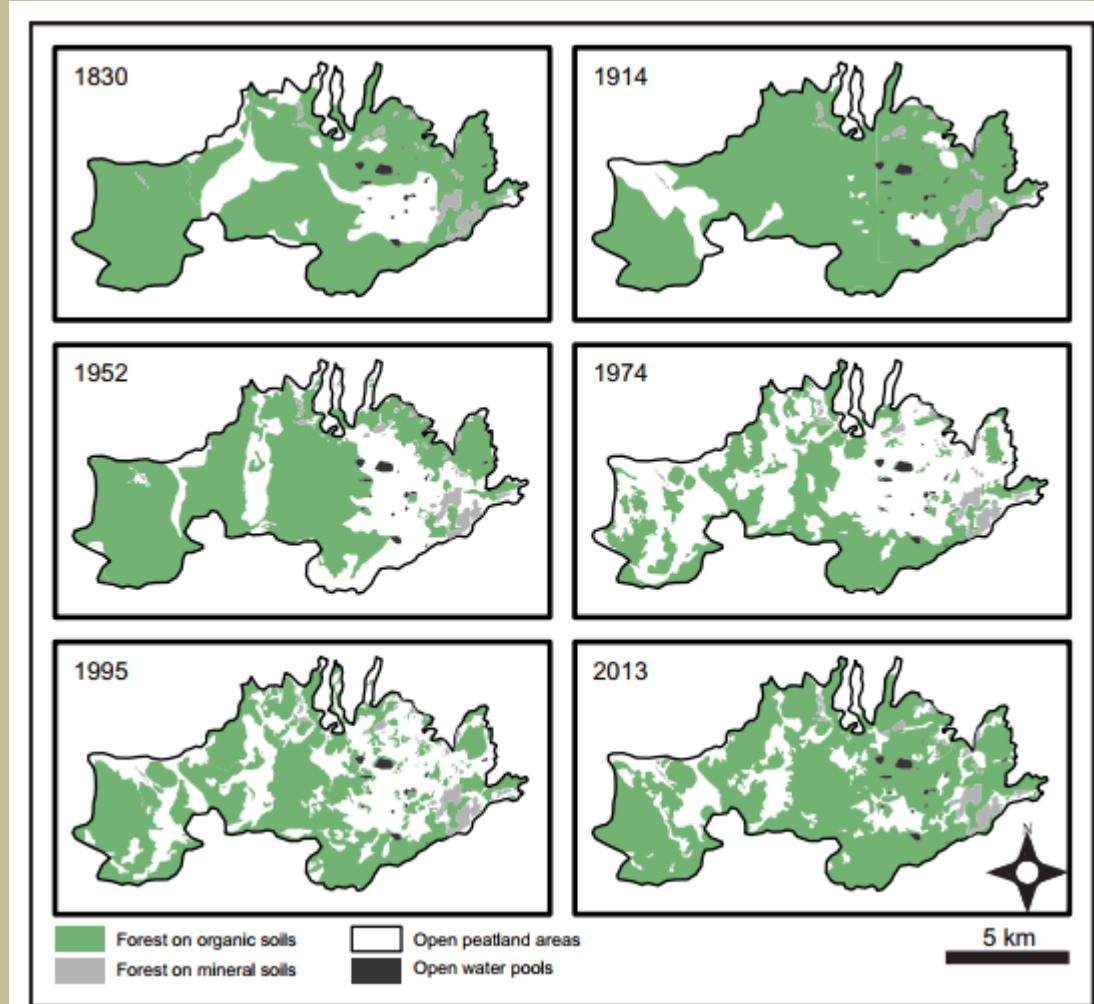 1830
1914
1952
1974
1995
2013
N
Forest on organic soils
Open peatland areas
Forest on mineral soils
Open water pools
5 km